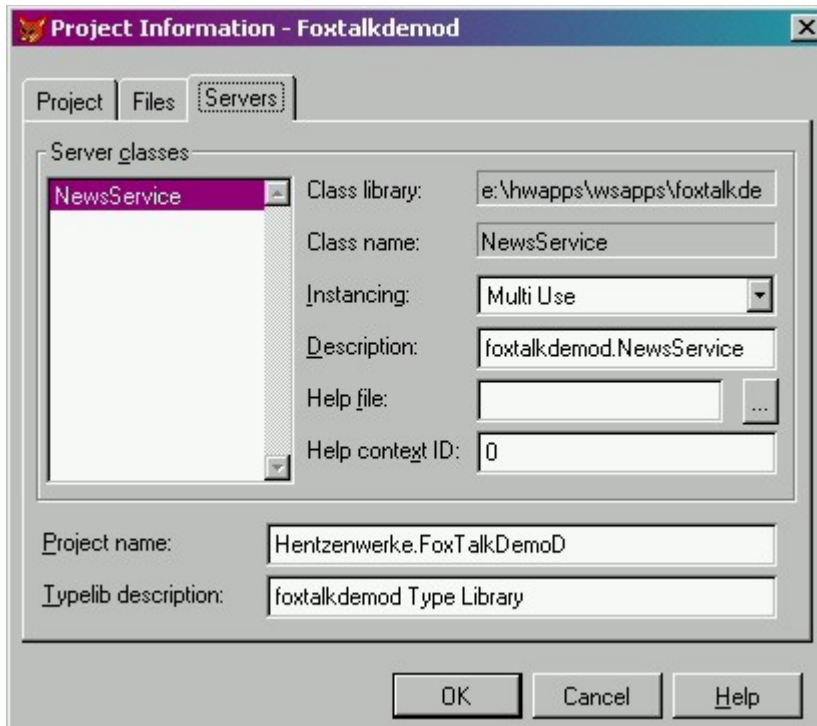 Project Information - Foxtalkdemod
Project Files Servers
Server classes
NewsService
Class library: e:\hwapps\wsapps\foxtalkde
Class name: NewsService
Instancing: Multi Use
Description: foxtalkdemod.NewsService
Help file: ...
Help context ID: 0
Project name: Hentzenwerke.FoxTalkDemoD
Typelib description: foxtalkdemod Type Library
OK Cancel Help